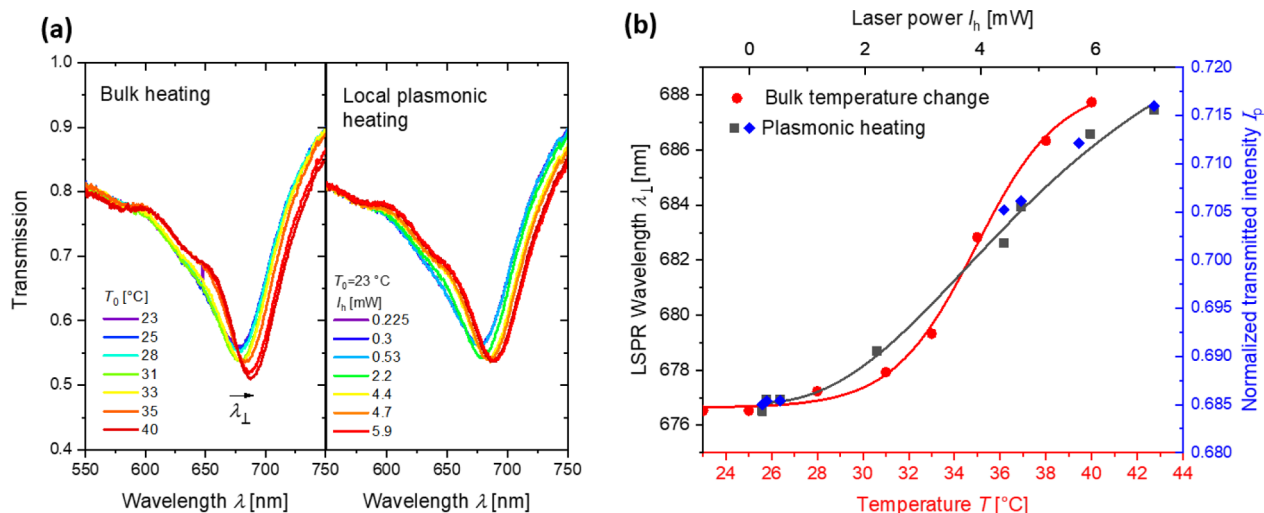 (a)
Transmission
1.0
0.9
0.8
0.7
0.6
0.5
0.4
Bulk heating
T₀ [°C]
23
25
28
31
33
35
40
λ⊥
550 600 650 700 750
Wavelength λ [nm]
Local plasmonic
heating
T₀=23 °C
Iₕ [mW]
0.225
0.3
0.53
2.2
4.4
4.7
5.9
550 600 650 700 750
Wavelength λ [nm]
(b)
Laser power Iₕ [mW]
0 2 4 6
LSPR Wavelength λ⊥ [nm]
688
686
684
682
680
678
676
Bulk temperature change
Plasmonic heating
0.720
0.715
0.710
0.705
0.700
0.695
0.690
0.685
0.680
Normalized transmitted intensity Iₚ
24 26 28 30 32 34 36 38 40 42 44
Temperature T [°C]